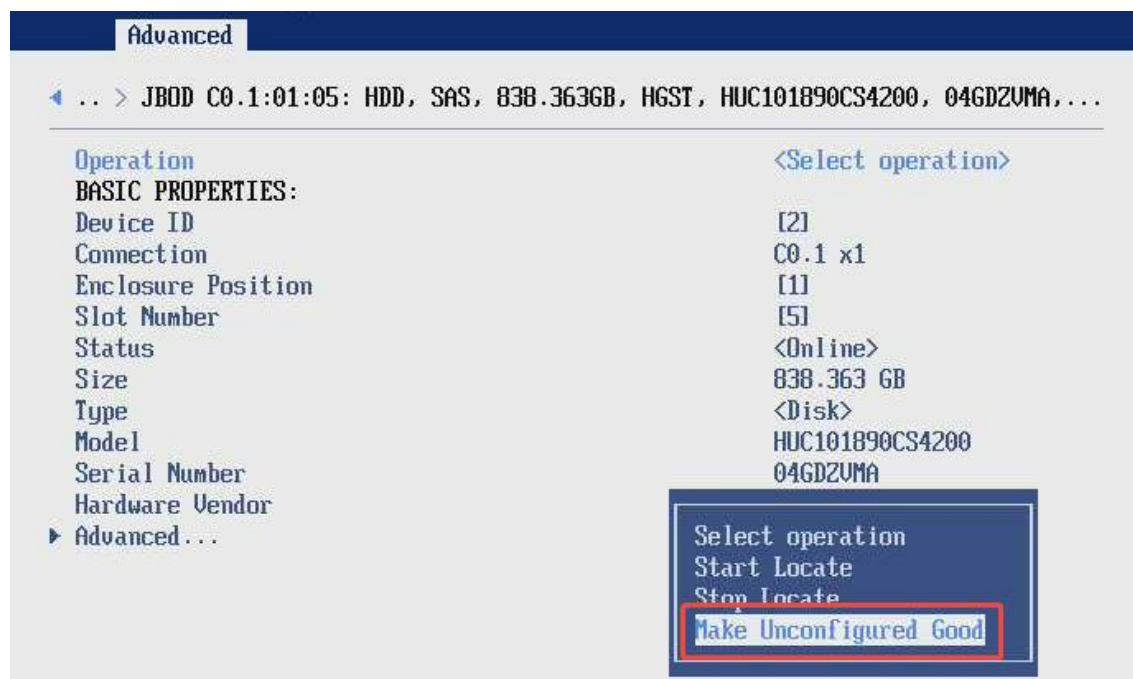 Advanced
.. > JBOD C0.1:01:05: HDD, SAS, 838.363GB, HGST, HUC101890CS4200, 04GDZVMA,...
Operation <Select operation>
BASIC PROPERTIES:
Device ID [2]
Connection C0.1 x1
Enclosure Position [1]
Slot Number [5]
Status <Online>
Size 838.363 GB
Type <Disk>
Model HUC101890CS4200
Serial Number 04GDZVMA
Hardware Vendor
Advanced...
Select operation
Start Locate
Stop Locate
Make Unconfigured Good